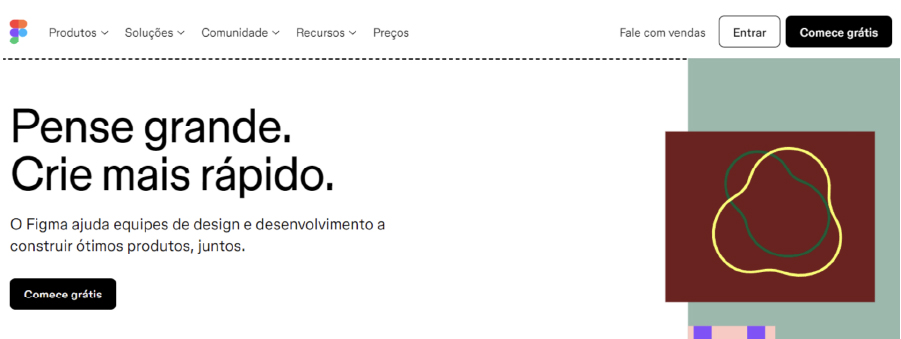 Produtos
Soluções
Comunidade
Recursos
Preços
Fale com vendas
Entrar
Comece grátis
Pense grande.
Crie mais rápido.
O Figma ajuda equipes de design e desenvolvimento a
construir ótimos produtos, juntos.
Comece grátis